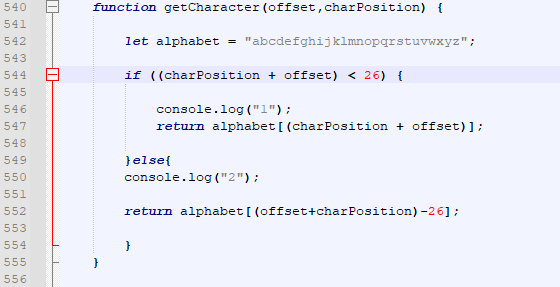 540 function getCharacter(offset,charPosition) {
541
542 let alphabet = "abcdefghijklmnopqrstuvwxyz";
543
544 if ((charPosition + offset) < 26) {
545
546 console.log("1");
547 return alphabet[(charPosition + offset)];
548
549 }else{
550 console.log("2");
551
552 return alphabet[(offset+charPosition)-26];
553
554 }
555 }
556